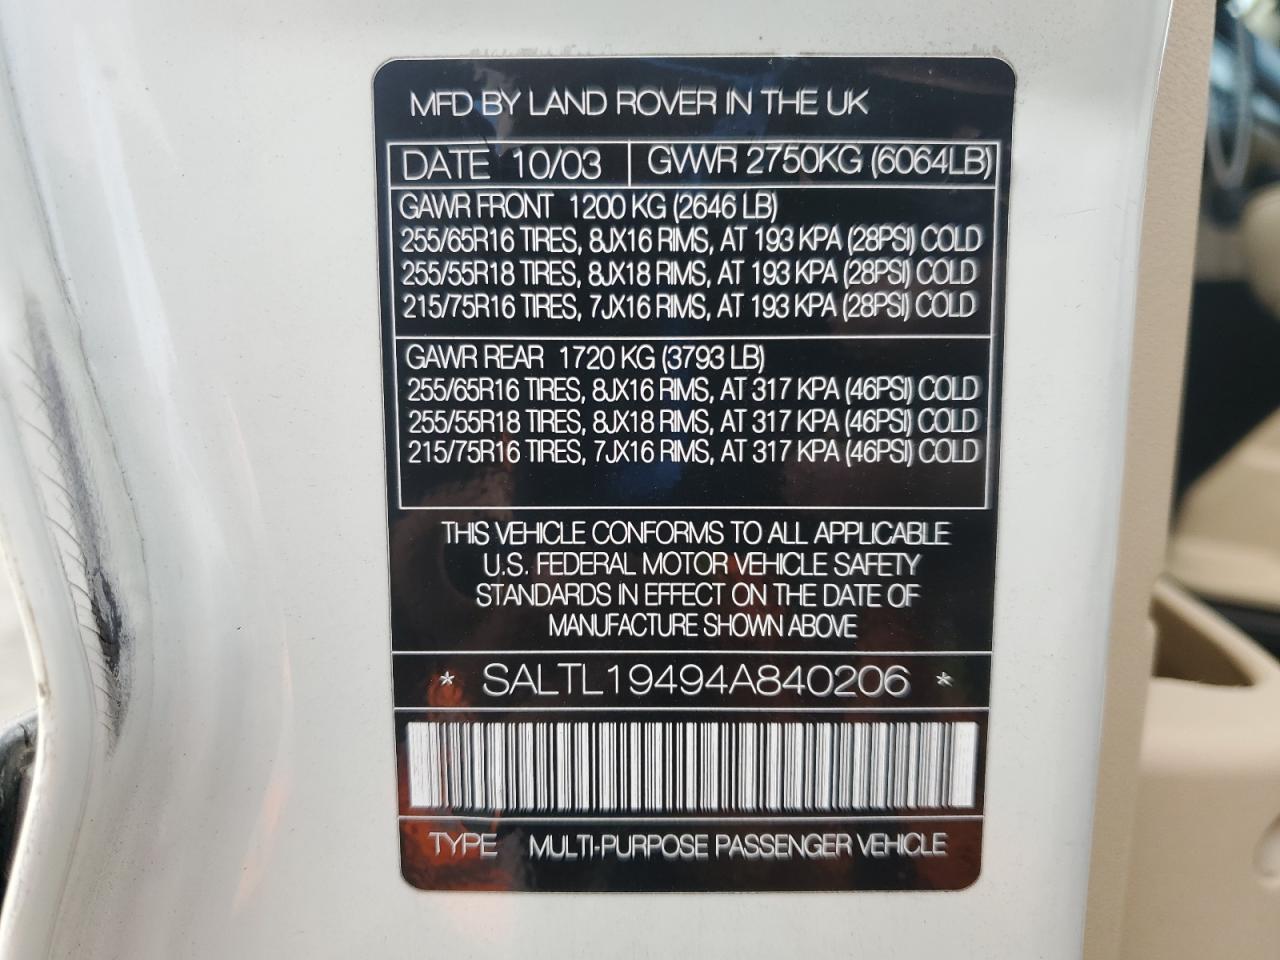 MFD BY LAND ROVER IN THE UK
DATE 10/03 GVWR 2750KG (6064LB)
GAWR FRONT 1200 KG (2646 LB)
255/65R16 TIRES, 8JX16 RIMS, AT 193 KPA (28PSI) COLD
255/55R18 TIRES, 8JX18 RIMS, AT 193 KPA (28PSI) COLD
215/75R16 TIRES, 7JX16 RIMS, AT 193 KPA (28PSI) COLD
GAWR REAR 1720 KG (3793 LB)
255/65R16 TIRES, 8JX16 RIMS, AT 317 KPA (46PSI) COLD
255/55R18 TIRES, 8JX18 RIMS, AT 317 KPA (46PSI) COLD
215/75R16 TIRES, 7JX16 RIMS, AT 317 KPA (46PSI) COLD
THIS VEHICLE CONFORMS TO ALL APPLICABLE
U.S. FEDERAL MOTOR VEHICLE SAFETY
STANDARDS IN EFFECT ON THE DATE OF
MANUFACTURE SHOWN ABOVE
* SALTL19494A840206 *
TYPE MULTI-PURPOSE PASSENGER VEHICLE